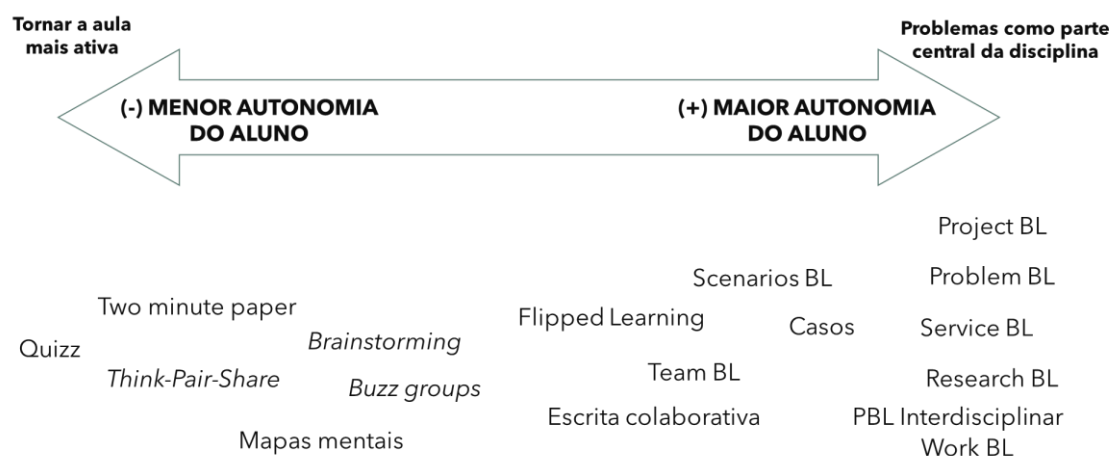 Tornar a aula
mais ativa
Problemas como parte
central da disciplina
(-) MENOR AUTONOMIA
DO ALUNO
(+) MAIOR AUTONOMIA
DO ALUNO
Project BL
Scenarios BL
Problem BL
Two minute paper
Flipped Learning
Casos
Service BL
Quizz
Brainstorming
Think-Pair-Share
Buzz groups
Team BL
Research BL
Mapas mentais
Escrita colaborativa
PBL Interdisciplinar
Work BL